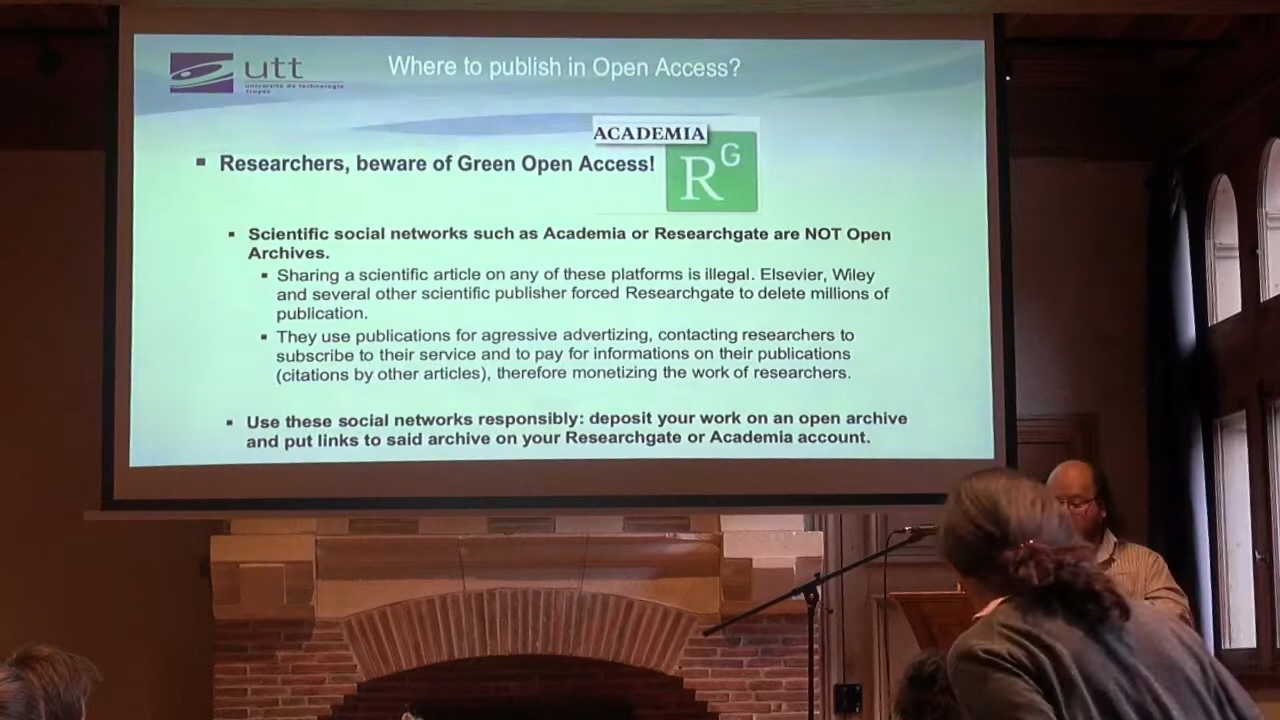 utt
université de technologie
Troyes
Where to publish in Open Access?
ACADEMIA
▪ Researchers, beware of Green Open Access!
RG
▪ Scientific social networks such as Academia or Researchgate are NOT Open
Archives.
▪ Sharing a scientific article on any of these platforms is illegal. Elsevier, Wiley
and several other scientific publisher forced Researchgate to delete millions of
publication.
▪ They use publications for agressive advertizing, contacting researchers to
subscribe to their service and to pay for informations on their publications
(citations by other articles), therefore monetizing the work of researchers.
▪ Use these social networks responsibly: deposit your work on an open archive
and put links to said archive on your Researchgate or Academia account.